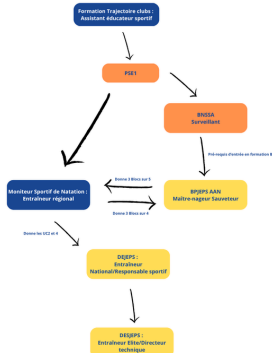 Formation Trajectoire clubs :
Assistant éducateur sportif
PSE1
BNSSA
Surveillant
Pré-requis d'entrée en formation B
Donne 3 Blocs sur 5
Moniteur Sportif de Natation :
Entraîneur régional
BPJEPS AAN
Maître-nageur Sauveteur
Donne 3 Blocs sur 4
Donne les UC2 et 4
DEJEPS :
Entraîneur
National/Responsable sportif
DESJEPS :
Entraîneur Elite/Directeur
technique